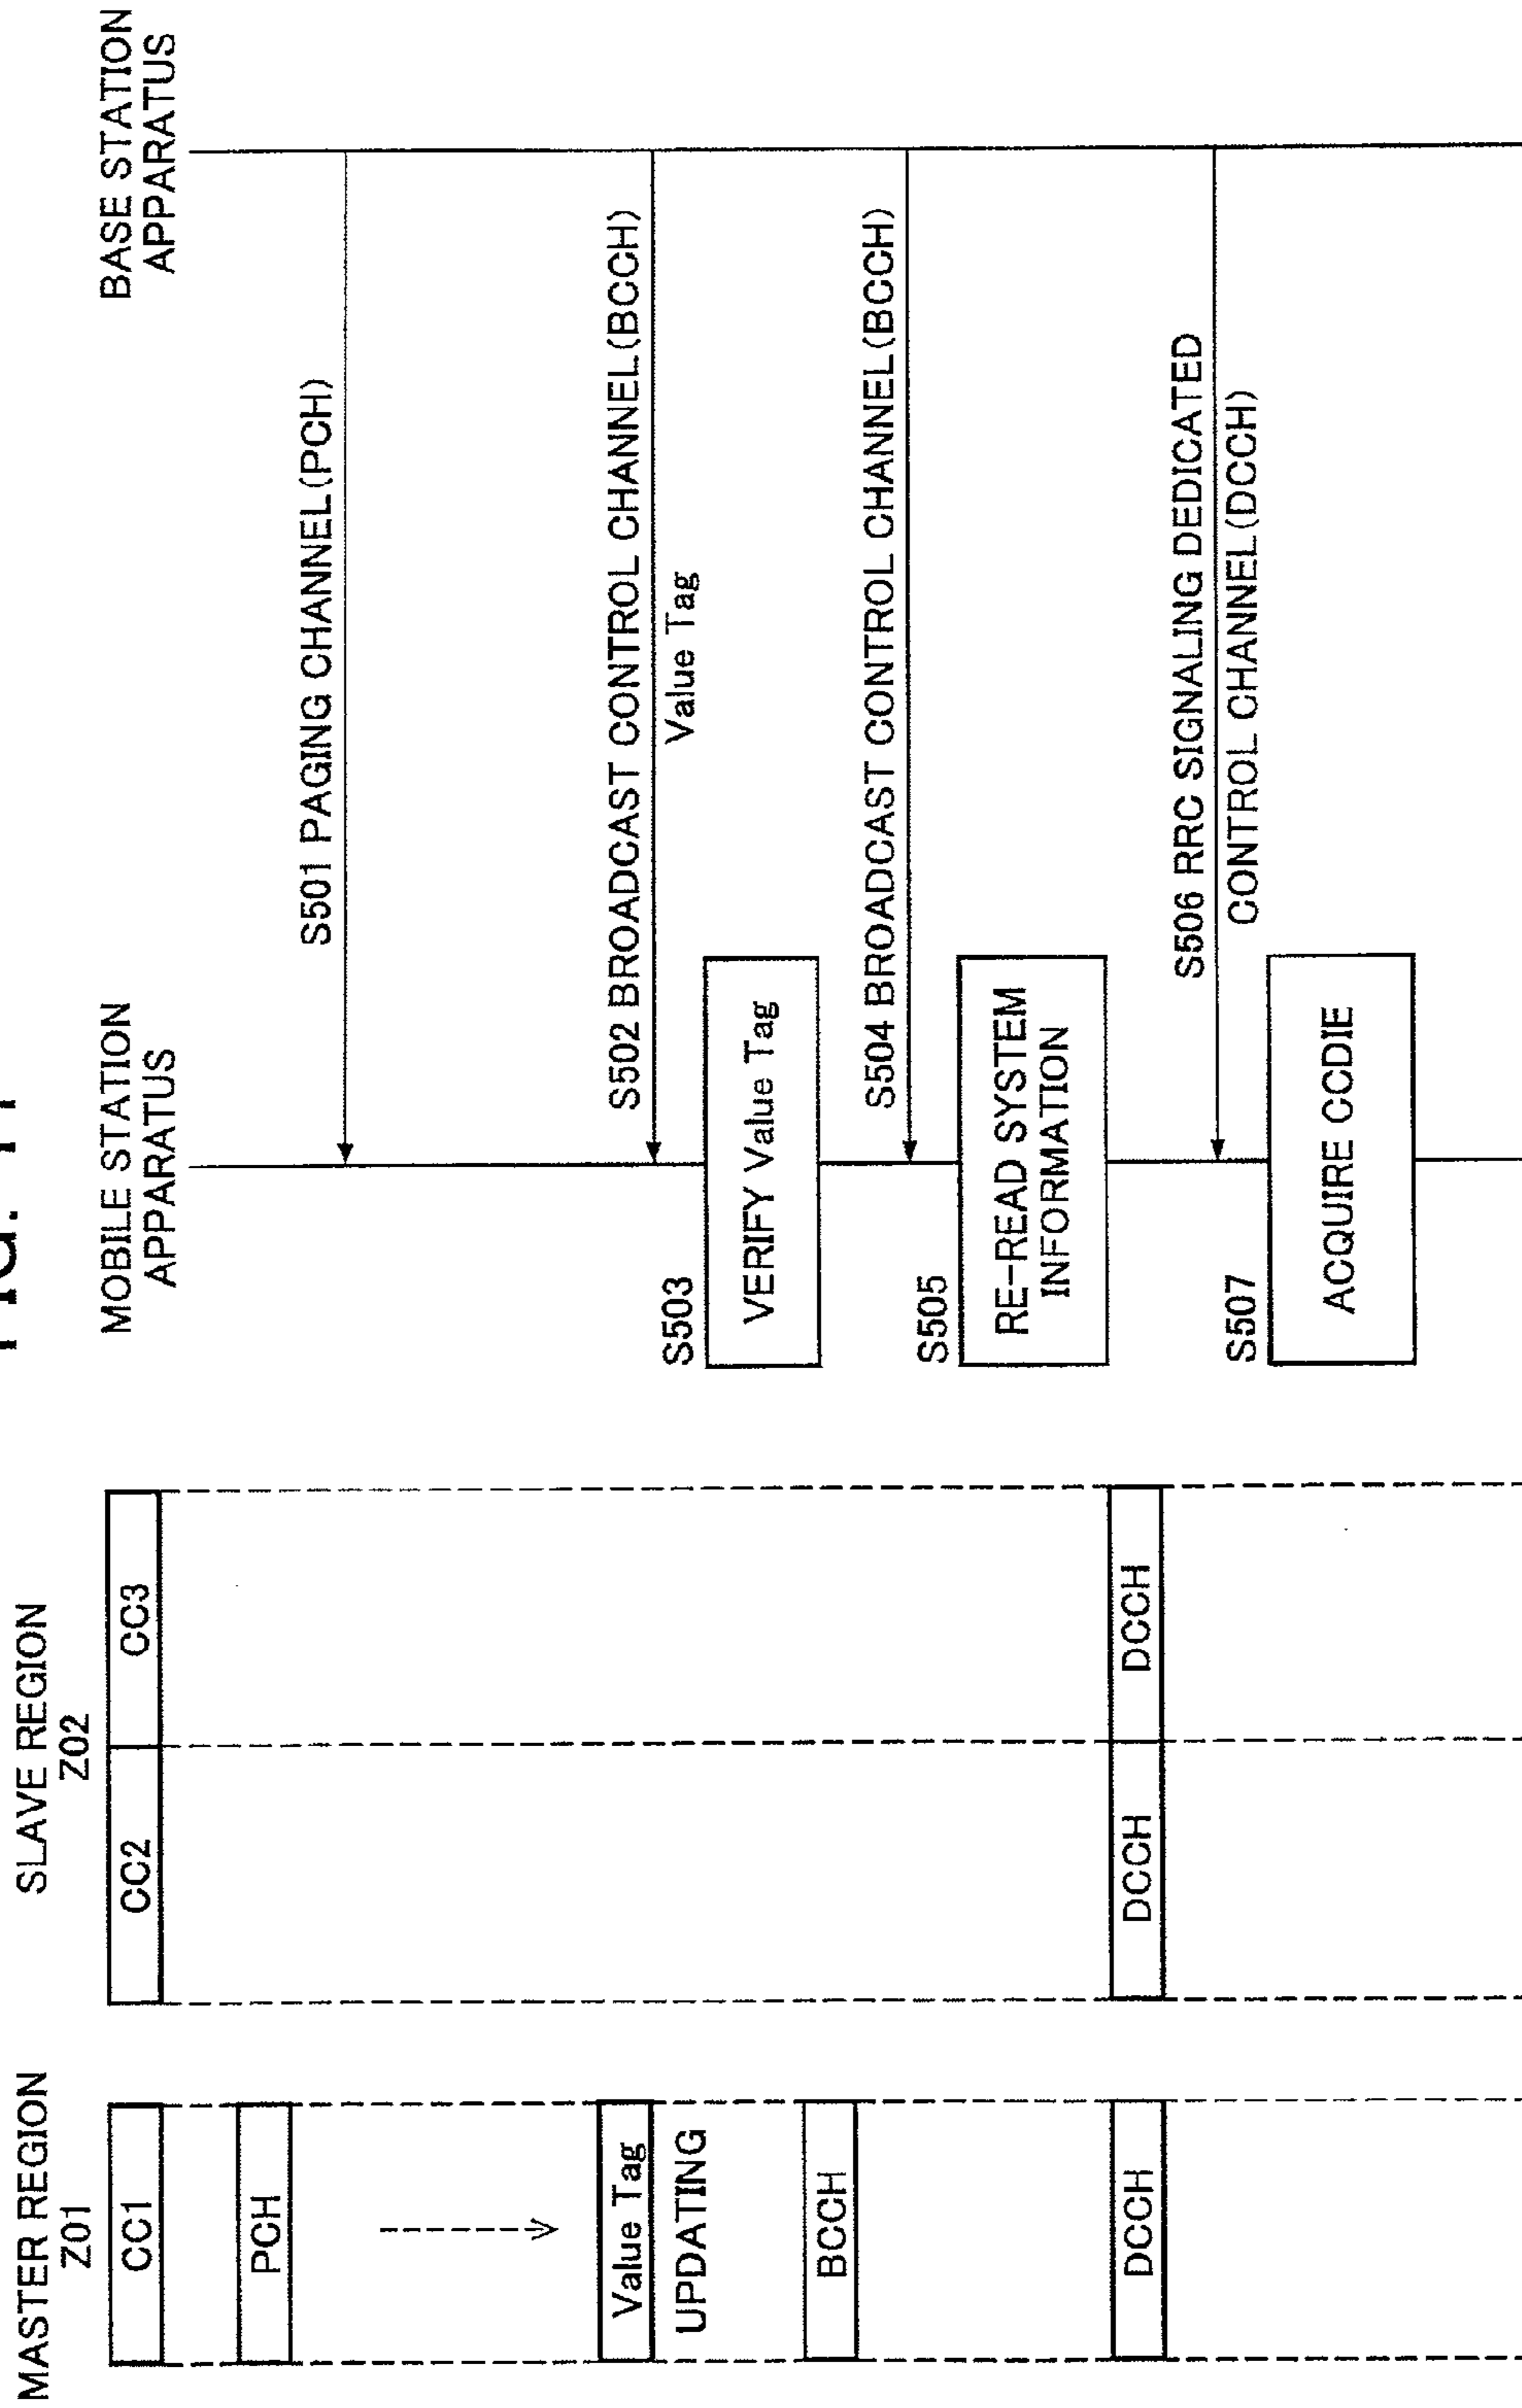 MASTER REGION
Z01
SLAVE REGION
Z02
MOBILE STATION
APPARATUS
BASE STATION
APPARATUS
CC1
CC2
CC3
PCH
S501 PAGING CHANNEL(PCH)
Value Tag
UPDATING
S502 BROADCAST CONTROL CHANNEL(BCCH)
Value Tag
S503
VERIFY Value Tag
BCCH
S504 BROADCAST CONTROL CHANNEL(BCCH)
S505
RE-READ SYSTEM
INFORMATION
DCCH
DCCH
DCCH
S506 RRC SIGNALING DEDICATED
CONTROL CHANNEL(DCCH)
S507
ACQUIRE CCDIE